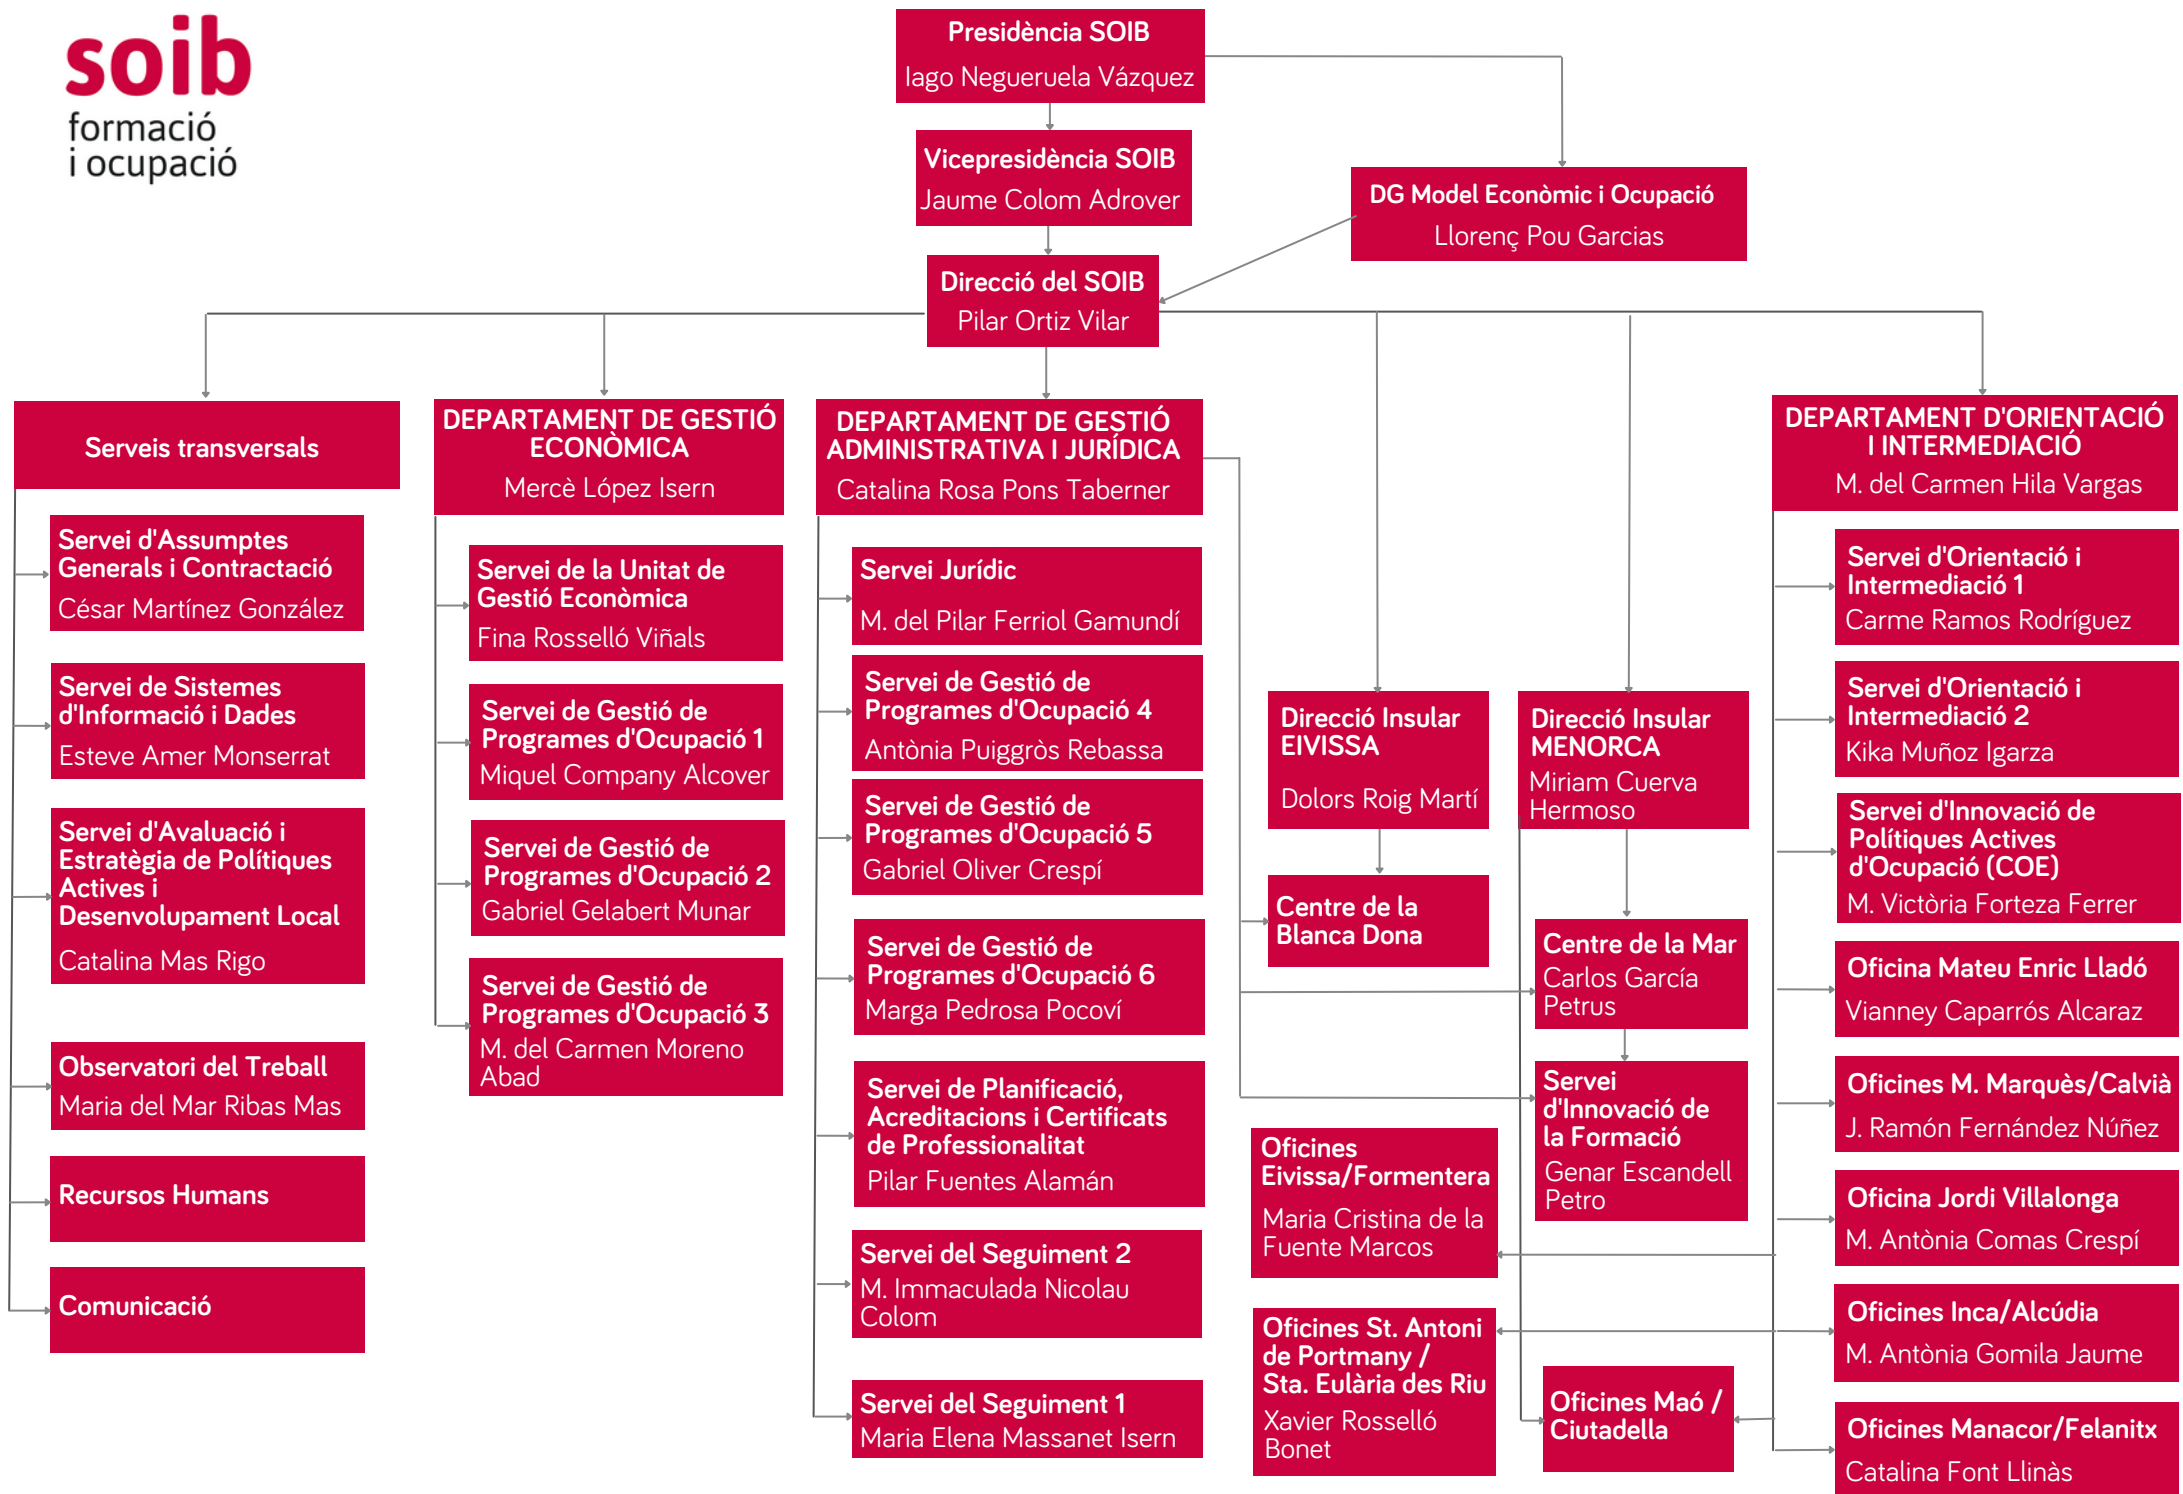 soib
formació
i ocupació
Presidència SOIB
Iago Negueruela Vázquez
Vicepresidència SOIB
Jaume Colom Adrover
DG Model Econòmic i Ocupació
Llorenç Pou Garcias
Direcció del SOIB
Pilar Ortiz Vilar
Serveis transversals
Servei d'Assumptes
Generals i Contractació
César Martínez González
Servei de Sistemes
d'Informació i Dades
Esteve Amer Monserrat
Servei d'Avaluació i
Estratègia de Polítiques
Actives i
Desenvolupament Local
Catalina Mas Rigo
Observatori del Treball
Maria del Mar Ribas Mas
Recursos Humans
Comunicació
DEPARTAMENT DE GESTIÓ
ECONÒMICA
Mercè López Isern
Servei de la Unitat de
Gestió Econòmica
Fina Rosselló Viñals
Servei de Gestió de
Programes d'Ocupació 1
Miquel Company Alcover
Servei de Gestió de
Programes d'Ocupació 2
Gabriel Gelabert Munar
Servei de Gestió de
Programes d'Ocupació 3
M. del Carmen Moreno
Abad
DEPARTAMENT DE GESTIÓ
ADMINISTRATIVA I JURÍDICA
Catalina Rosa Pons Taberner
Servei Jurídic
M. del Pilar Ferriol Gamundí
Servei de Gestió de
Programes d'Ocupació 4
Antònia Puiggròs Rebassa
Servei de Gestió de
Programes d'Ocupació 5
Gabriel Oliver Crespí
Servei de Gestió de
Programes d'Ocupació 6
Marga Pedrosa Pocoví
Servei de Planificació,
Acreditacions i Certificats
de Professionalitat
Pilar Fuentes Alamán
Servei del Seguiment 2
M. Immaculada Nicolau
Colom
Servei del Seguiment 1
Maria Elena Massanet Isern
Direcció Insular
EIVISSA
Dolors Roig Martí
Centre de la
Blanca Dona
Oficines
Eivissa/Formentera
Maria Cristina de la
Fuente Marcos
Oficines St. Antoni
de Portmany /
Sta. Eulària des Riu
Xavier Rosselló
Bonet
Direcció Insular
MENORCA
Miriam Cuerva
Hermoso
Centre de la Mar
Carlos García
Petrus
Servei
d'Innovació de
la Formació
Genar Escandell
Petro
Oficines Maó /
Ciutadella
DEPARTAMENT D'ORIENTACIÓ
I INTERMEDIACIÓ
M. del Carmen Hila Vargas
Servei d'Orientació i
Intermediació 1
Carme Ramos Rodríguez
Servei d'Orientació i
Intermediació 2
Kika Muñoz Igarza
Servei d'Innovació de
Polítiques Actives
d'Ocupació (COE)
M. Victòria Forteza Ferrer
Oficina Mateu Enric Lladó
Vianney Caparrós Alcaraz
Oficines M. Marquès/Calvià
J. Ramón Fernández Núñez
Oficina Jordi Villalonga
M. Antònia Comas Crespí
Oficines Inca/Alcúdia
M. Antònia Gomila Jaume
Oficines Manacor/Felanitx
Catalina Font Llinàs